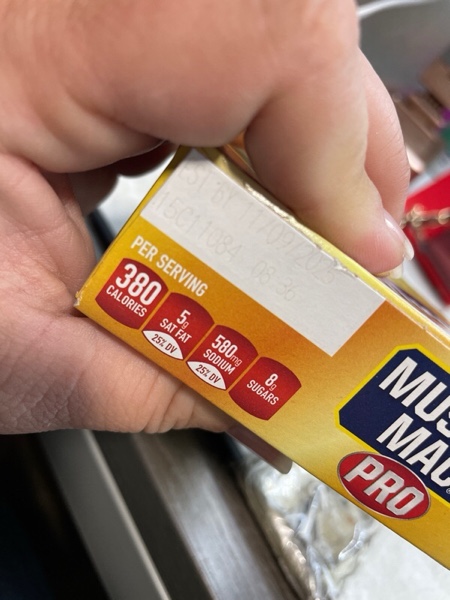 PER SERVING
380
CALORIES
5g
SAT FAT
25% DV
580mg
SODIUM
25% DV
8g
SUGARS
MUS
MAC
PRO